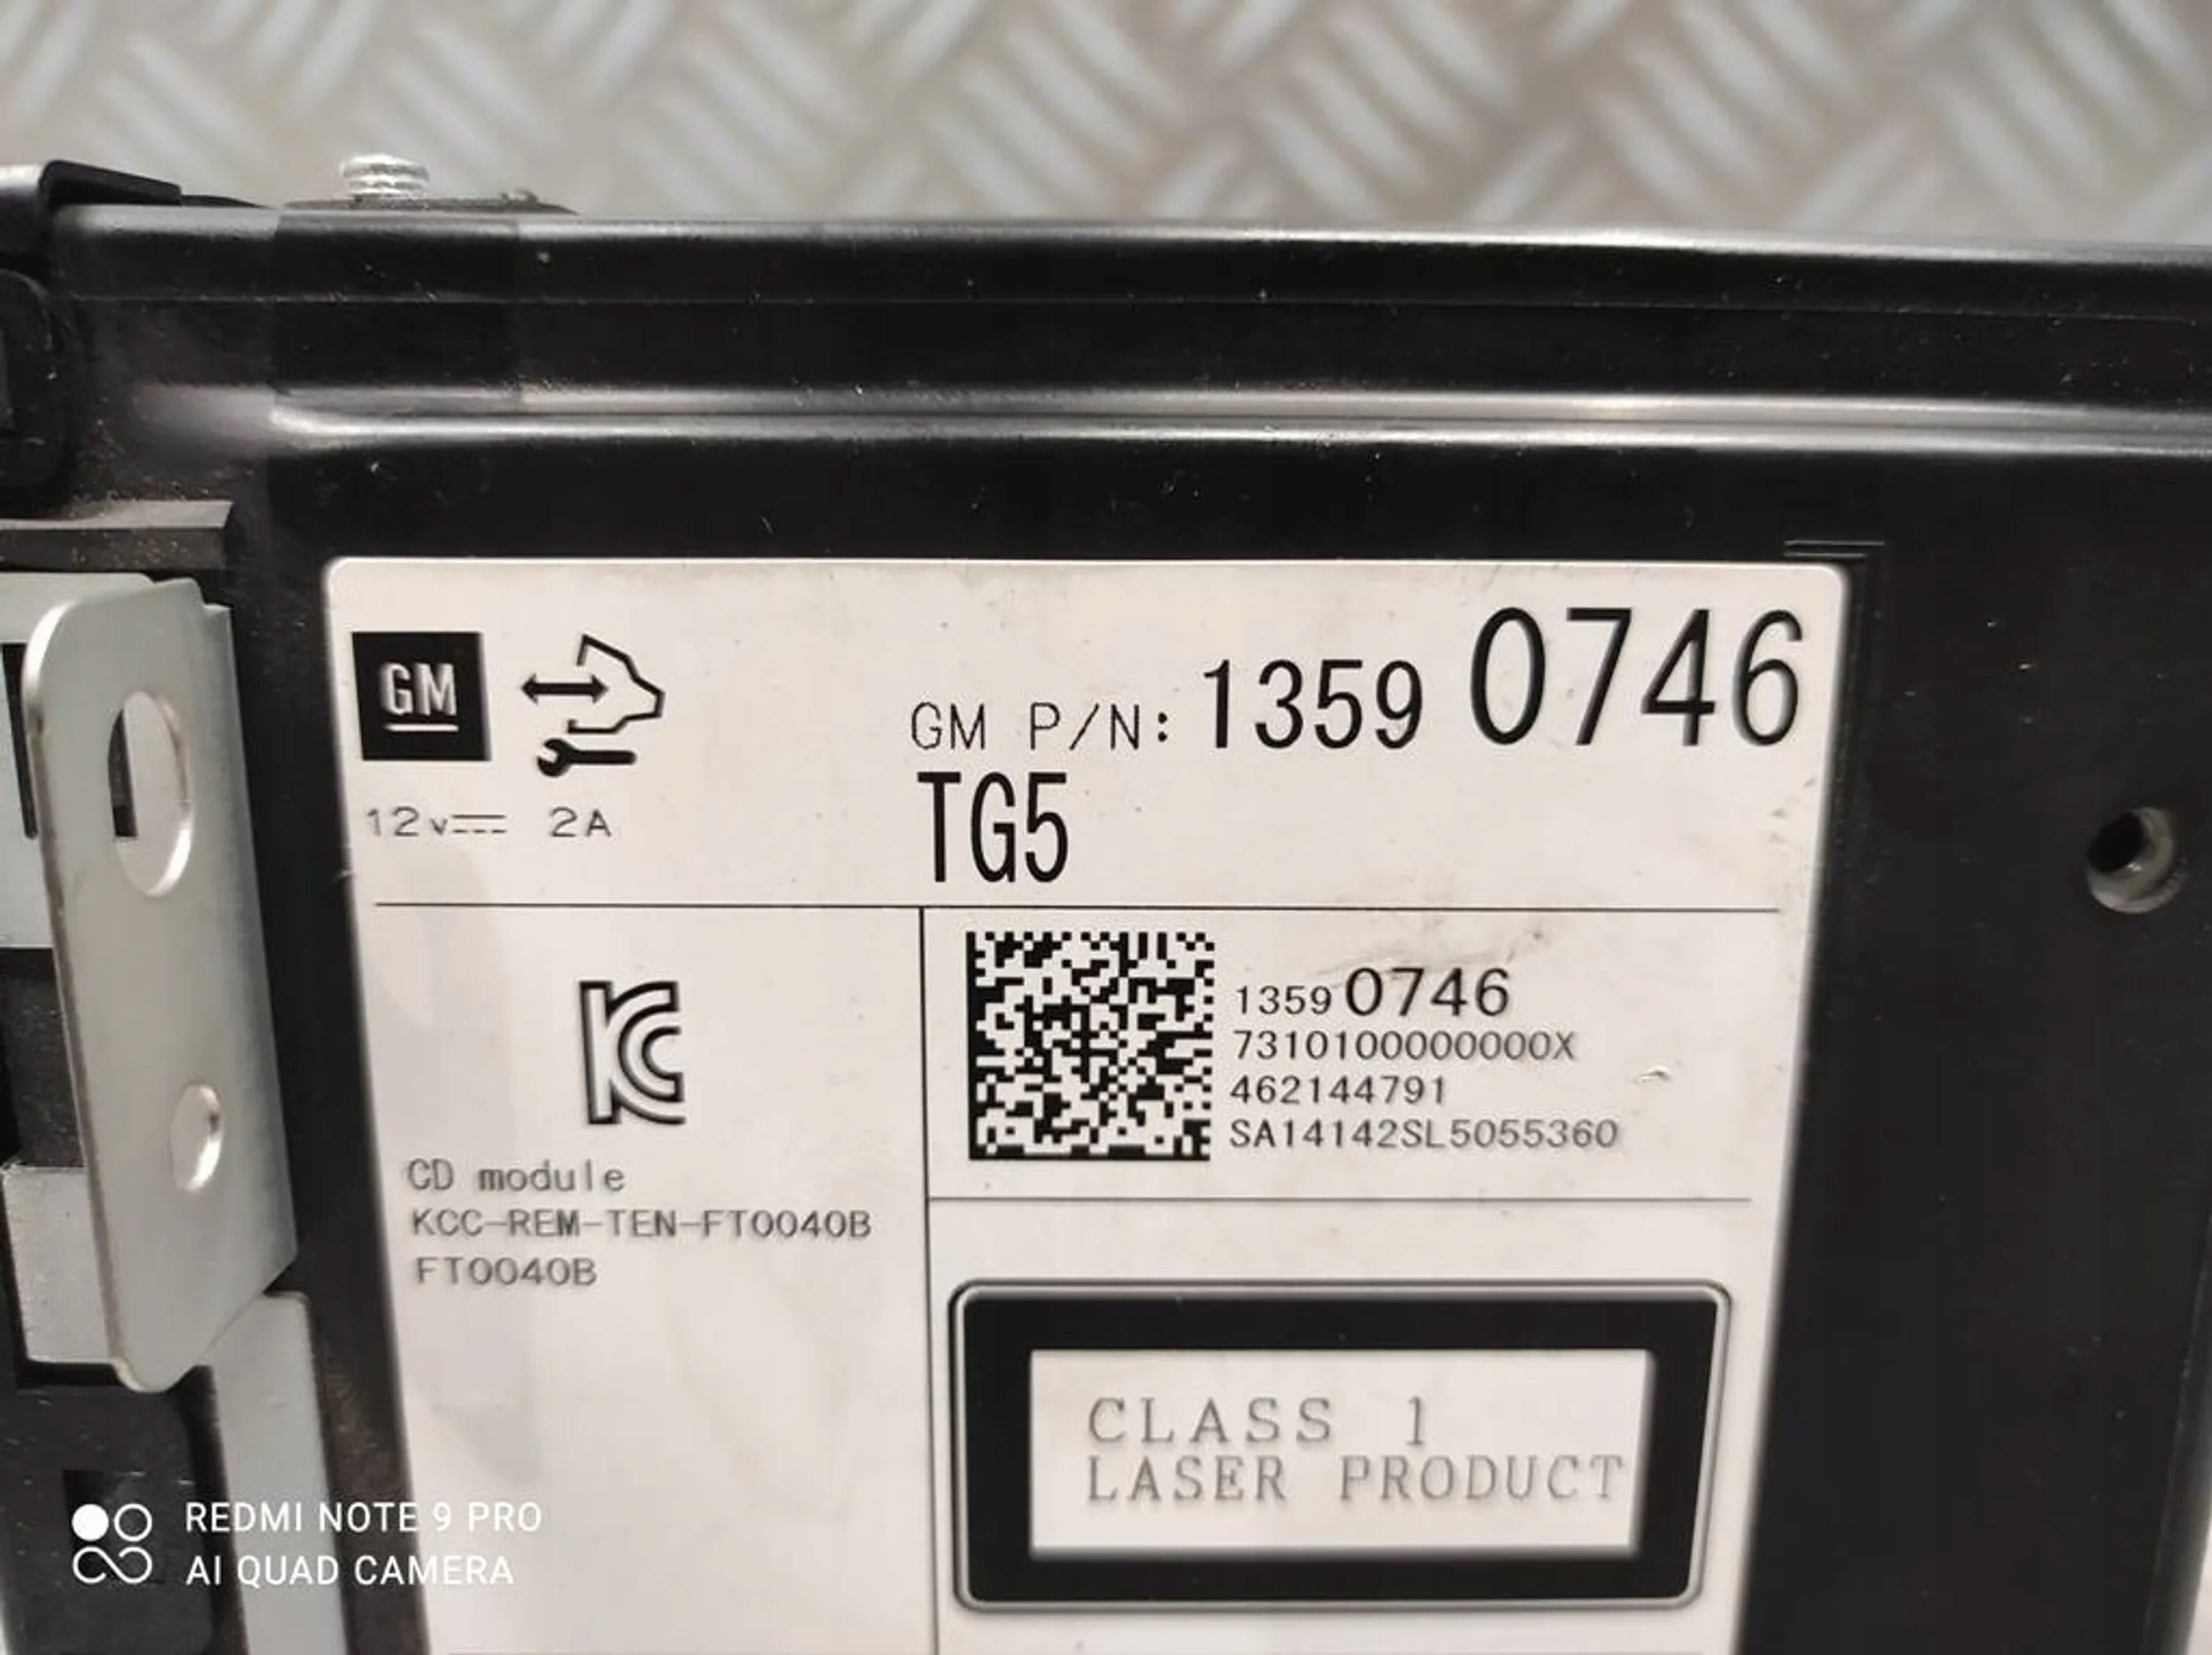 GM
GM P/N: 1359 0746
12v 2A
TG5
1359 0746
7310100000000X
462144791
SA14142SL5055360
CD module
KCC-REM-TEN-FT0040B
FT0040B
CLASS 1
LASER PRODUCT
REDMI NOTE 9 PRO
AI QUAD CAMERA